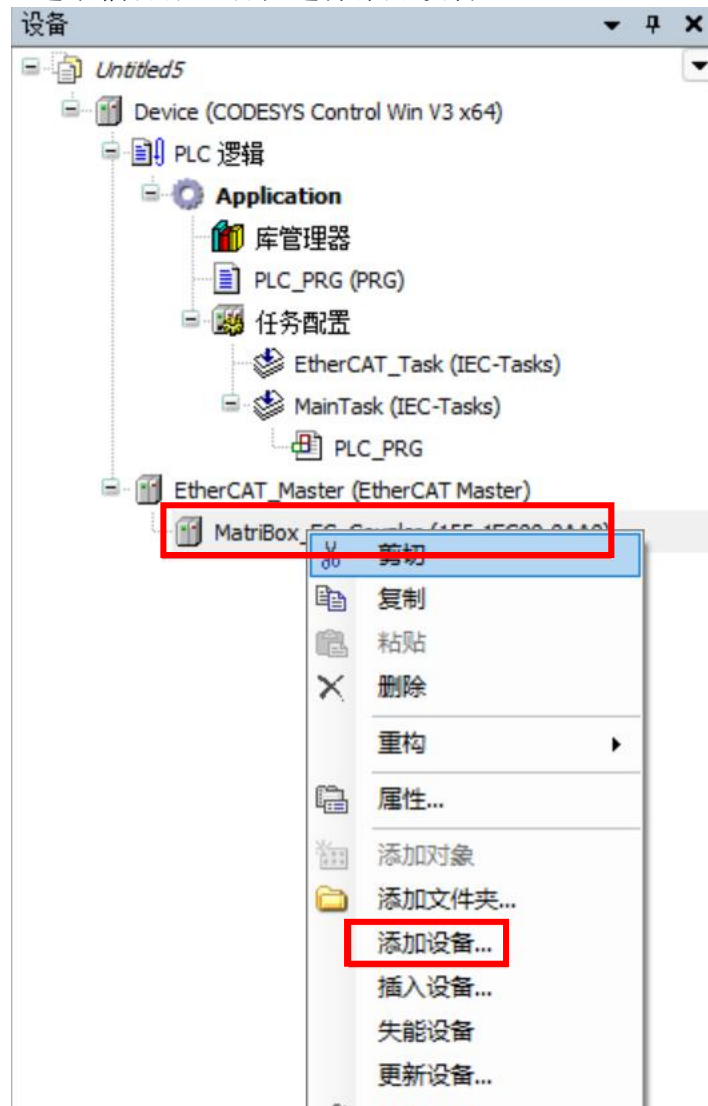 设备
Untitled5
Device (CODESYS Control Win V3 x64)
PLC 逻辑
Application
库管理器
PLC_PRG (PRG)
任务配置
EtherCAT_Task (IEC-Tasks)
MainTask (IEC-Tasks)
PLC_PRG
EtherCAT_Master (EtherCAT Master)
MatriBox_EC_Coupler
剪切
复制
粘贴
删除
重构
属性...
添加对象
添加文件夹...
添加设备...
插入设备...
失能设备
更新设备...